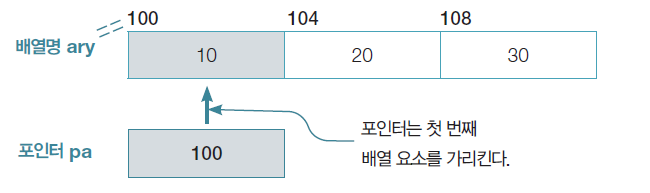 100 104 108
배열명 ary 10 20 30
포인터는 첫 번째
포인터 pa 100 배열 요소를 가리킨다.